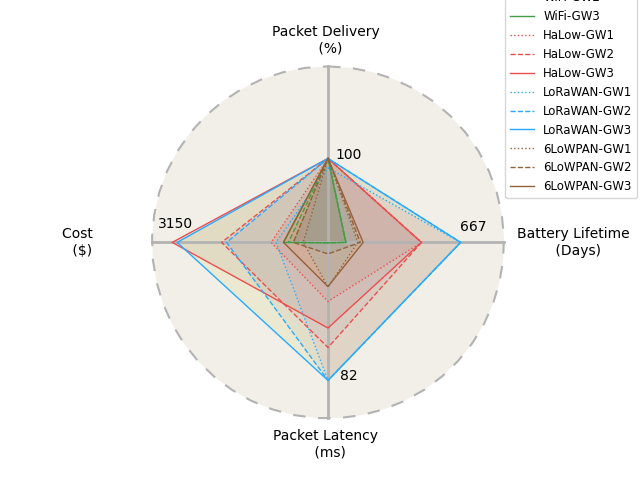 Packet Delivery
(%)
WiFi-GW3
HaLow-GW1
HaLow-GW2
HaLow-GW3
LoRaWAN-GW1
LoRaWAN-GW2
LoRaWAN-GW3
6LoWPAN-GW1
6LoWPAN-GW2
6LoWPAN-GW3
100
3150
667
Cost
($)
Battery Lifetime
(Days)
82
Packet Latency
(ms)